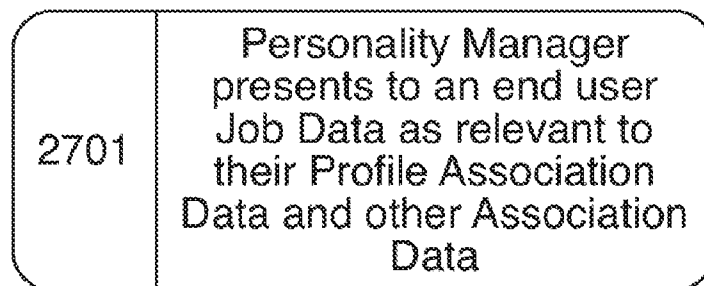 2701
Personality Manager
presents to an end user
Job Data as relevant to
their Profile Association
Data and other Association
Data